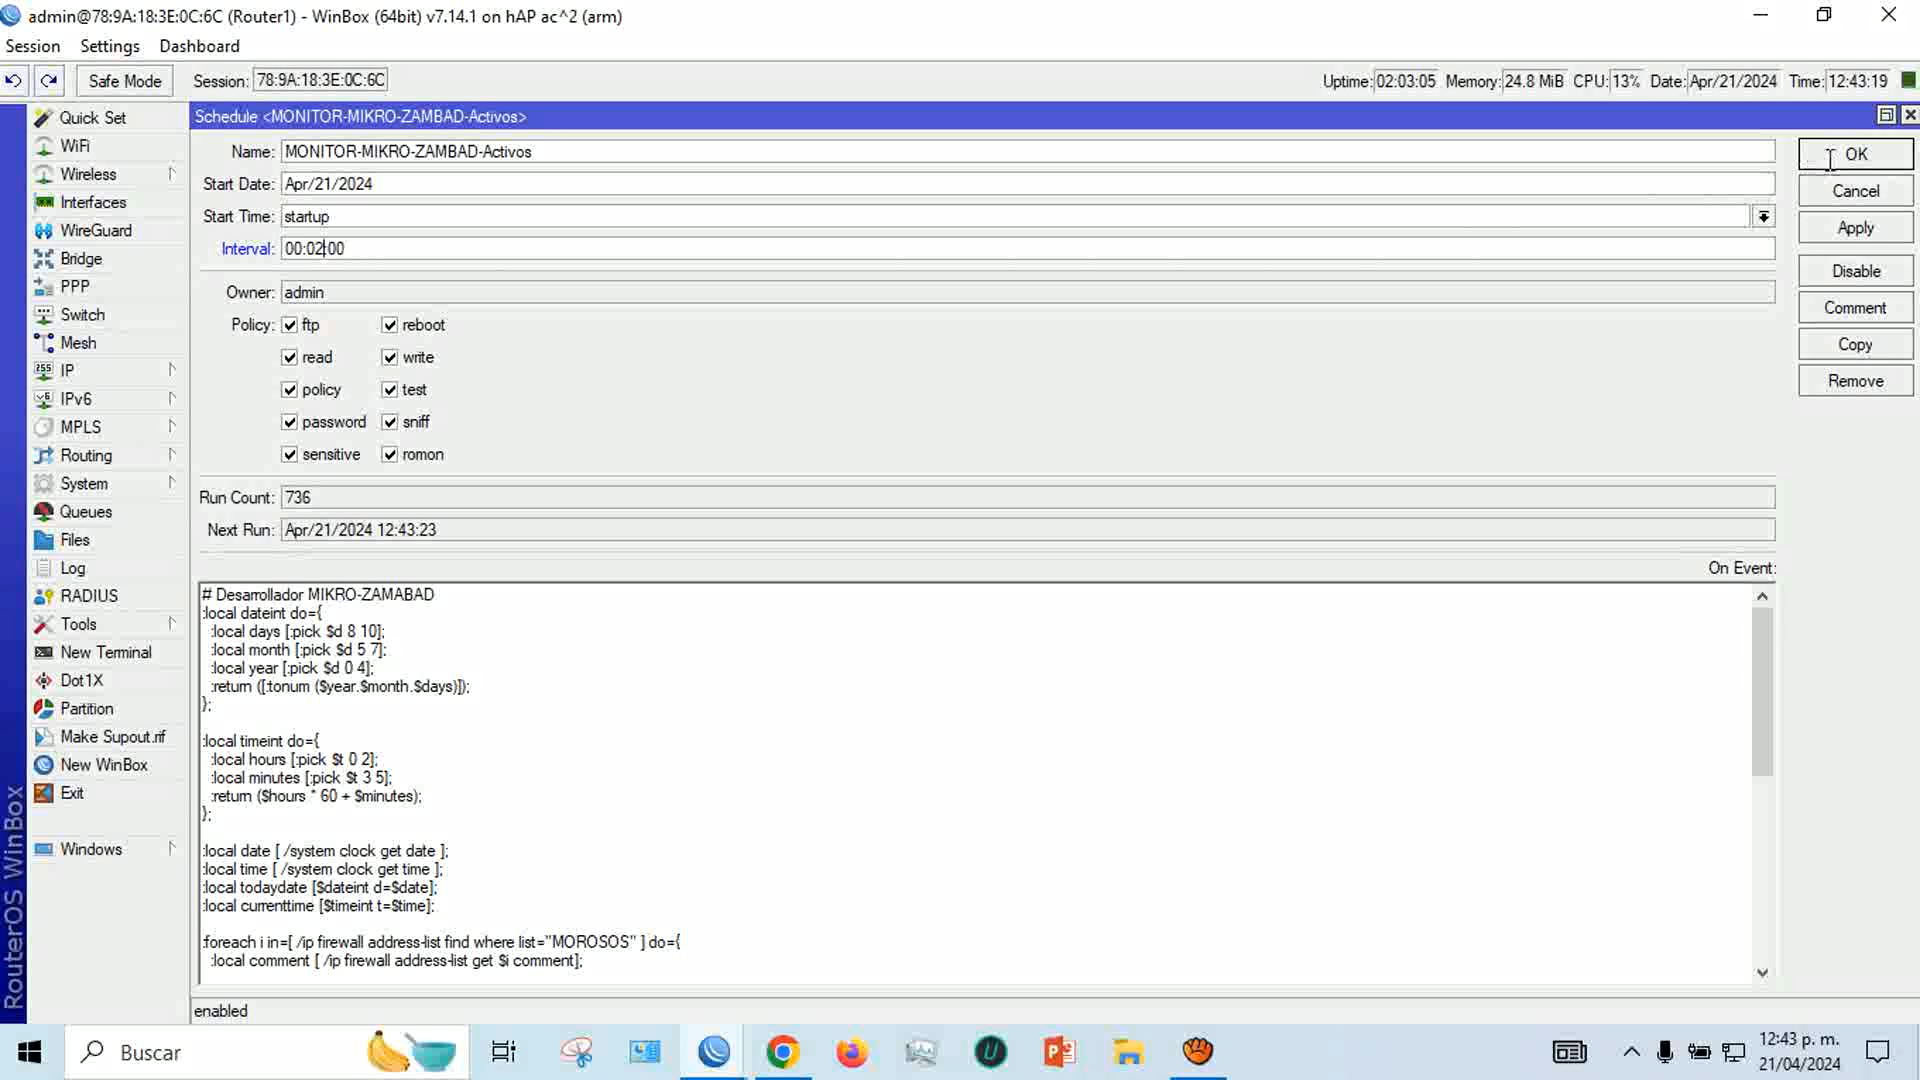 admin@78:9A:18:3E:0C:6C (Router1) - WinBox (64bit) v7.14.1 on hAP ac^2 (arm)
Session Settings Dashboard
Safe Mode Session: 78:9A:18:3E:0C:6C Uptime: 02:03:05 Memory: 24.8 MiB CPU: 13% Date: Apr/21/2024 Time: 12:43:19
Quick Set
WiFi
Wireless
Interfaces
WireGuard
Bridge
PPP
Switch
Mesh
IP
IPv6
MPLS
Routing
System
Queues
Files
Log
RADIUS
Tools
New Terminal
Dot1X
Partition
Make Supout.rif
New WinBox
Exit
Windows
RouterOS WinBox
Schedule <MONITOR-MIKRO-ZAMBAD-Activos>
Name: MONITOR-MIKRO-ZAMBAD-Activos
Start Date: Apr/21/2024
Start Time: startup
Interval: 00:02:00
Owner: admin
Policy: ftp reboot
read write
policy test
password sniff
sensitive romon
Run Count: 736
Next Run: Apr/21/2024 12:43:23
On Event:
# Desarrollador MIKRO-ZAMABAD
:local dateint do={
:local days [:pick $d 8 10];
:local month [:pick $d 5 7];
:local year [:pick $d 0 4];
:return ([:tonum ($year.$month.$days)]);
};
:local timeint do={
:local hours [:pick $t 0 2];
:local minutes [:pick $t 3 5];
:return ($hours * 60 + $minutes);
};
:local date [ /system clock get date ];
:local time [ /system clock get time ];
:local todaydate [$dateint d=$date];
:local currenttime [$timeint t=$time];
:foreach i in=[ /ip firewall address-list find where list="MOROSOS" ] do={
:local comment [ /ip firewall address-list get $i comment];
OK
Cancel
Apply
Disable
Comment
Copy
Remove
enabled
Buscar
12:43 p. m.
21/04/2024